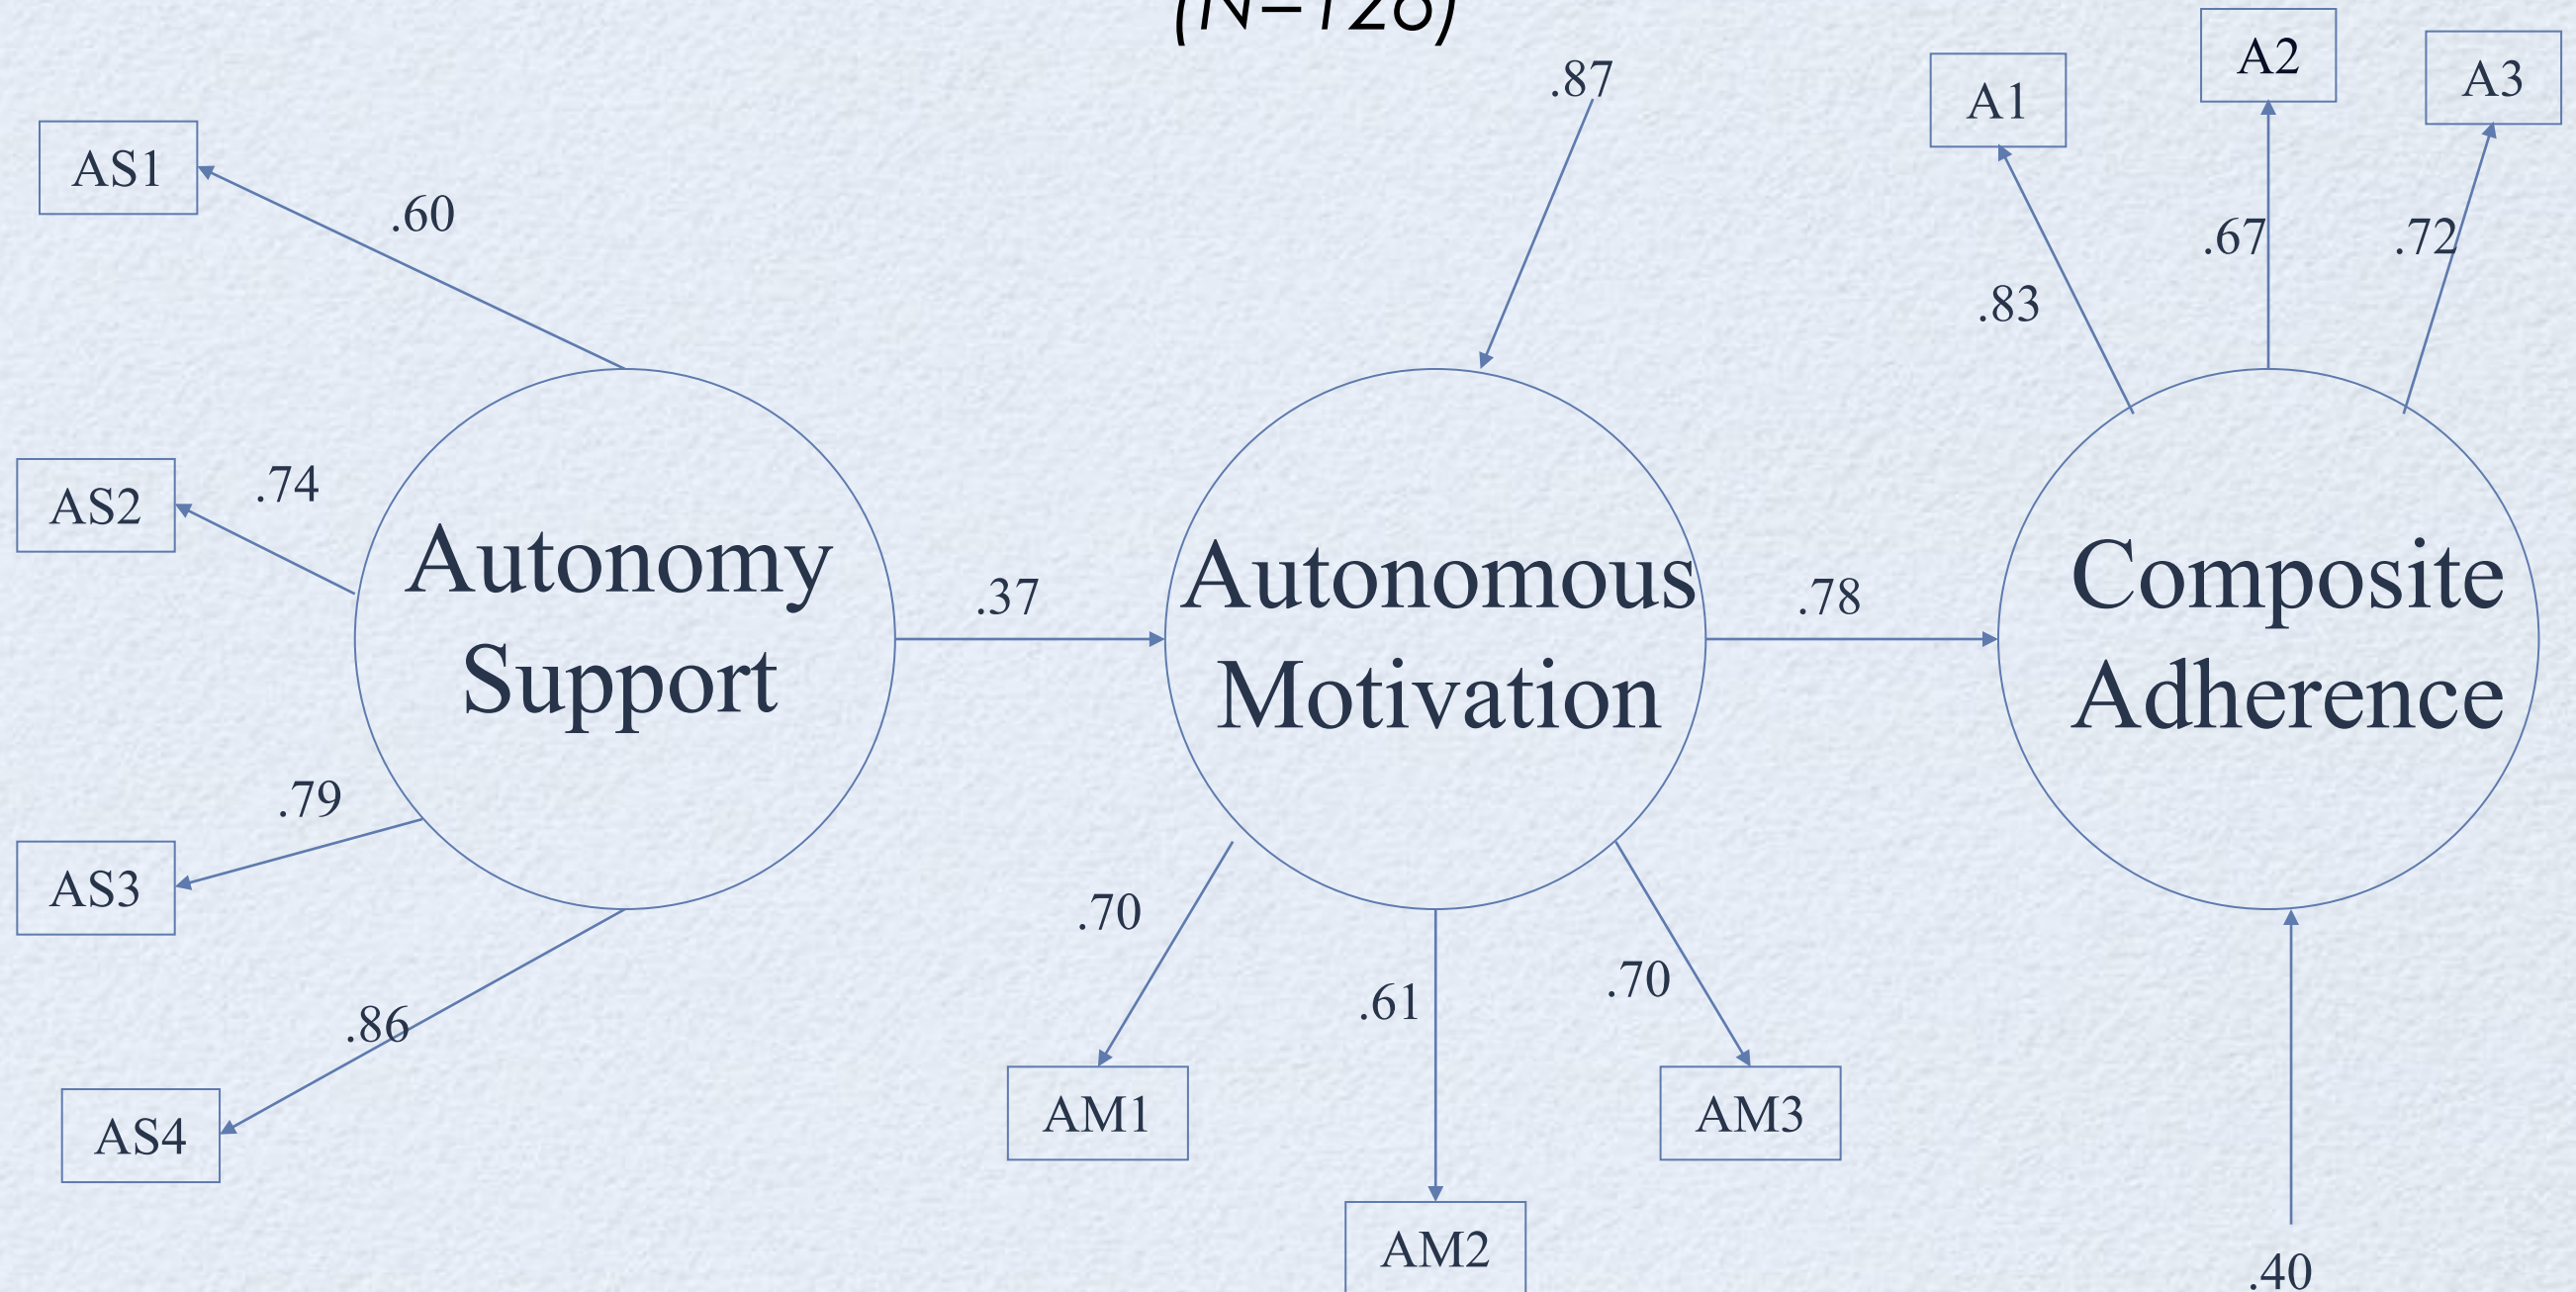 (N=126)
.87
A1
A2
A3
AS1
.60
.67
.72
.83
AS2
.74
Autonomy
Support
.37
Autonomous
Motivation
.78
Composite
Adherence
.79
AS3
.70
.61
.70
.86
AS4
AM1
AM3
AM2
.40